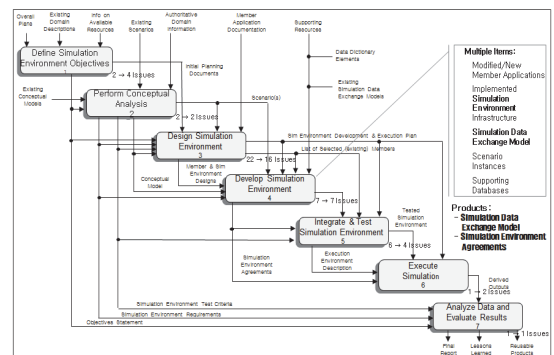 Overall
Plans
Existing
Domain
Descriptions
Info on
Available
Resources
Existing
Scenarios
Authoritative
Domain
Information
Member
Application
Documentation
Supporting
Resources
Define Simulation
Environment Objectives
1
2 → 4 Issues
Initial Planning
Documents
Data Dictionary
Elements
Existing
Simulation Data
Exchange Models
Existing
Conceptual
Models
Perform Conceptual
Analysis
2
2 → 2 Issues
Scenario(s)
Design Simulation
Environment
3
22 → 16 Issues
Sim Environment Development & Execution Plan
List of Selected (existing) Members
Member & Sim
Environment
Designs
Conceptual
Model
Develop Simulation
Environment
4
7 → 7 Issues
Integrate & Test
Simulation Environment
5
6 → 4 Issues
Tested
Simulation
Environment
Simulation
Environment
Agreements
Execution
Environment
Description
Execute
Simulation
6
1 → 2 Issues
Derived
Outputs
Simulation Environment Test Criteria
Simulation Environment Requirements
Objectives Statement
Analyze Data and
Evaluate Results
7
1 → 1 Issues
Final
Report
Lessons
Learned
Reusable
Products
Multiple Items:
Modified/New
Member Applications
Implemented
Simulation
Environment
Infrastructure
Simulation Data
Exchange Model
Scenario
Instances
Supporting
Databases
Products:
- Simulation Data
Exchange Model
- Simulation Environment
Agreements